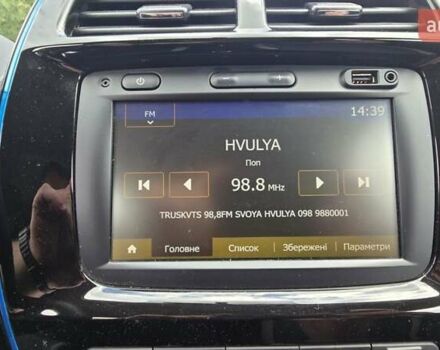 FM
14:39
HVULYA
Поп
98.8 MHz
TRUSKVTS 98,8FM SVOYA HVULYA 098 9880001
Головне Список Збережені Параметри